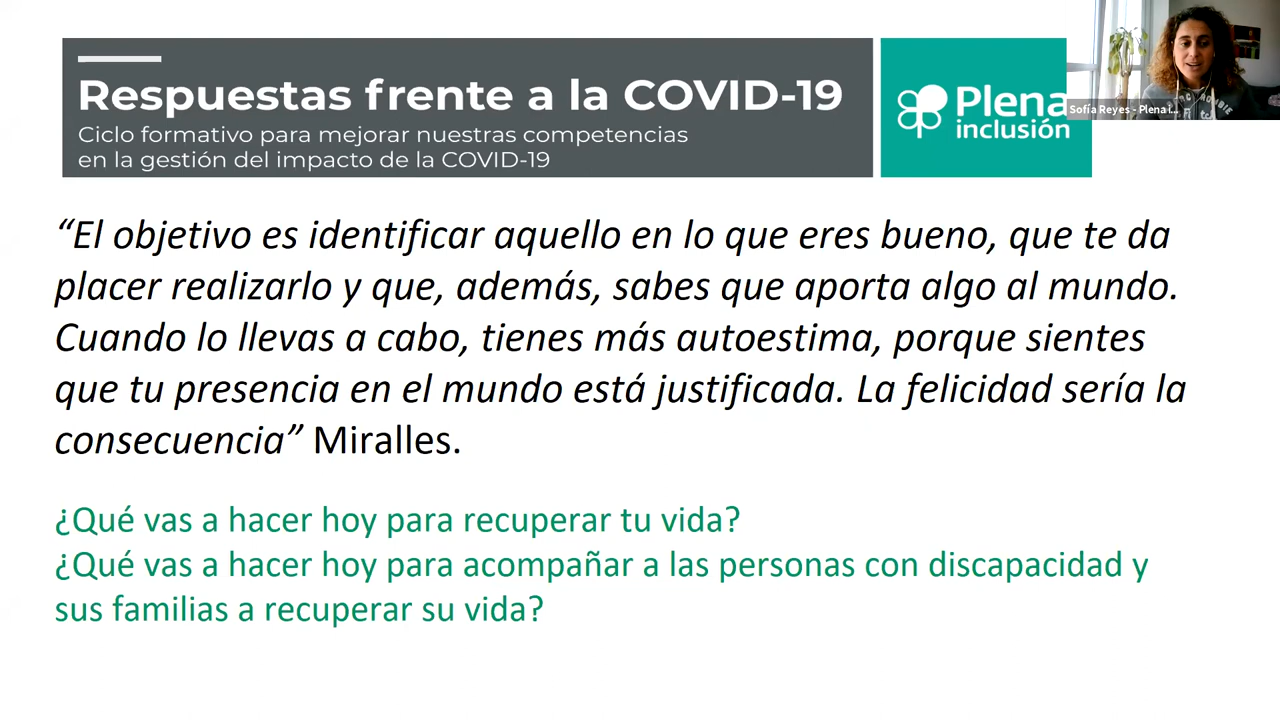 Respuestas frente a la COVID-19
Ciclo formativo para mejorar nuestras competencias
en la gestión del impacto de la COVID-19
Plena
inclusión
Sofía Reyes - Plena i...
“El objetivo es identificar aquello en lo que eres bueno, que te da
placer realizarlo y que, además, sabes que aporta algo al mundo.
Cuando lo llevas a cabo, tienes más autoestima, porque sientes
que tu presencia en el mundo está justificada. La felicidad sería la
consecuencia” Miralles.
¿Qué vas a hacer hoy para recuperar tu vida?
¿Qué vas a hacer hoy para acompañar a las personas con discapacidad y
sus familias a recuperar su vida?